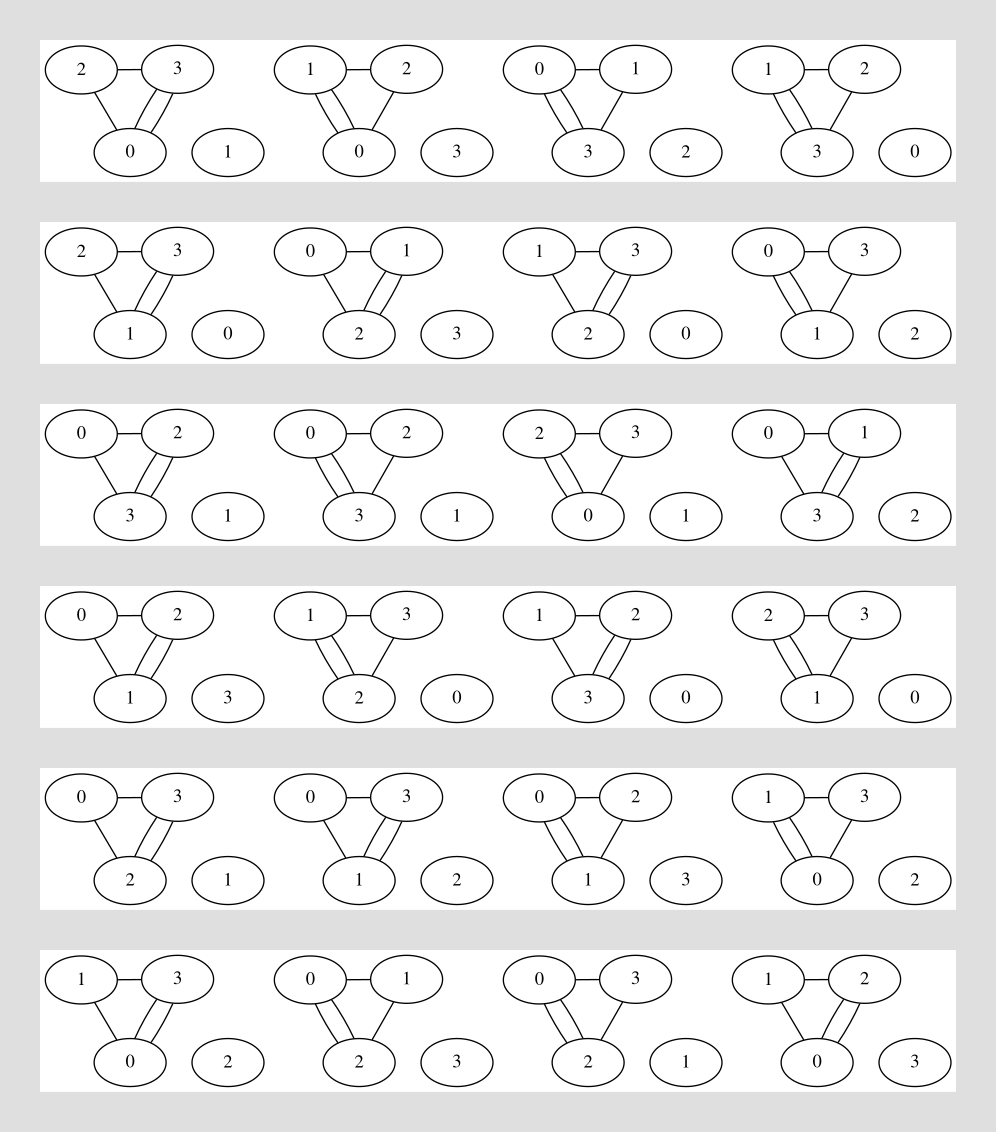 2 3 1 2 0 1 1 2
0 1 0 3 3 2 3 0
2 3 0 1 1 3 0 3
1 0 2 3 2 0 1 2
0 2 0 2 2 3 0 1
3 1 3 1 0 1 3 2
0 2 1 3 1 2 2 3
1 3 2 0 3 0 1 0
0 3 0 3 0 2 1 3
2 1 1 2 1 3 0 2
1 3 0 1 0 3 1 2
0 2 2 3 2 1 0 3